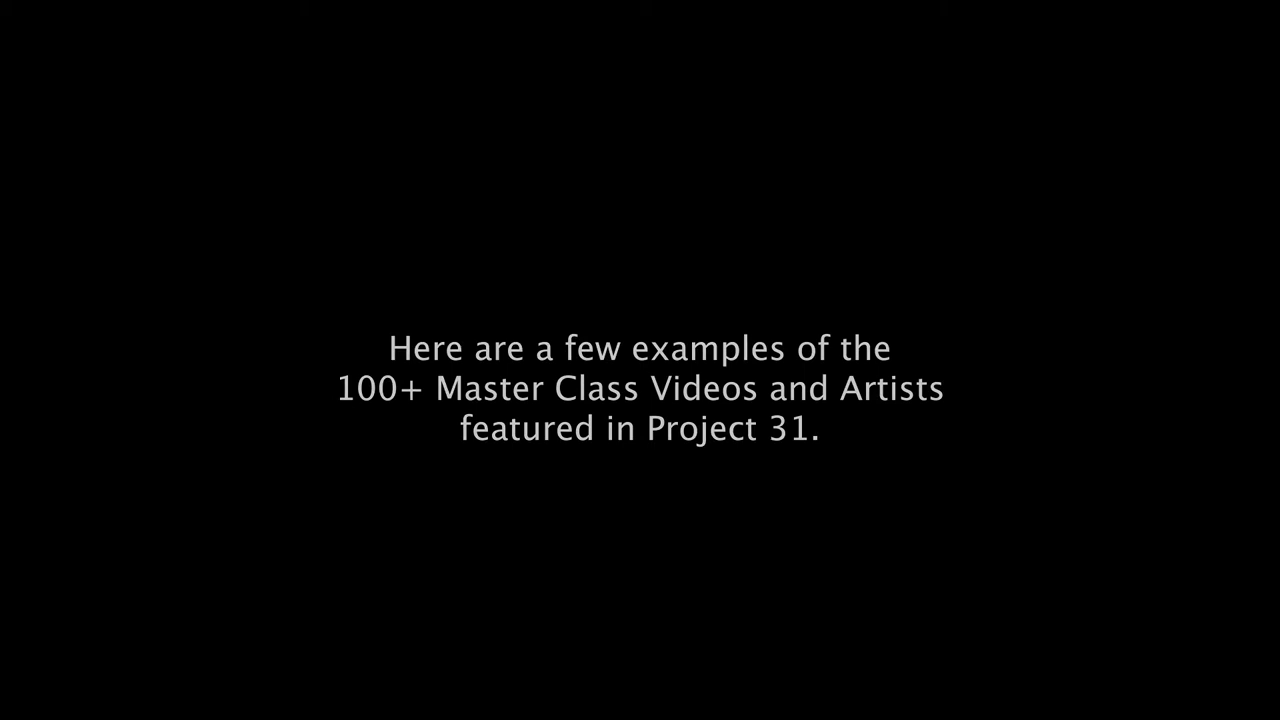 Here are a few examples of the
100+ Master Class Videos and Artists
featured in Project 31.